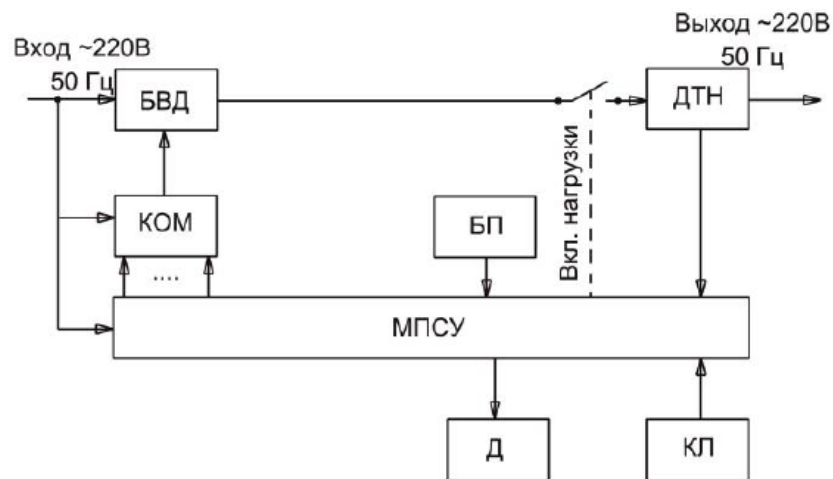 Вход ~220В
50 Гц
Выход ~220В
50 Гц
БВД
ДТН
КОМ
БП
Вкл. нагрузки
....
МПСУ
Д
КЛ